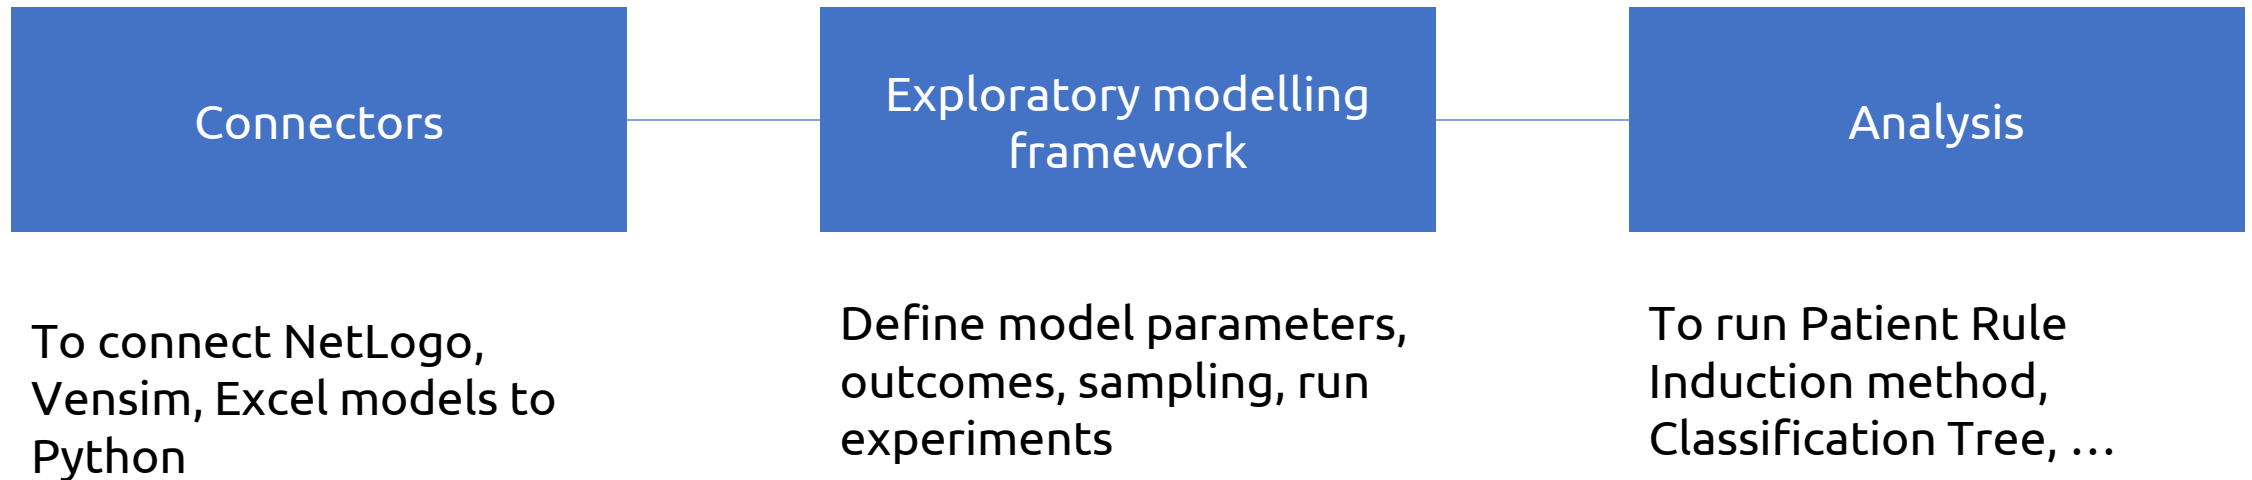 Connectors
Exploratory modelling
framework
Analysis
To connect NetLogo,
Vensim, Excel models to
Python
Define model parameters,
outcomes, sampling, run
experiments
To run Patient Rule
Induction method,
Classification Tree, …